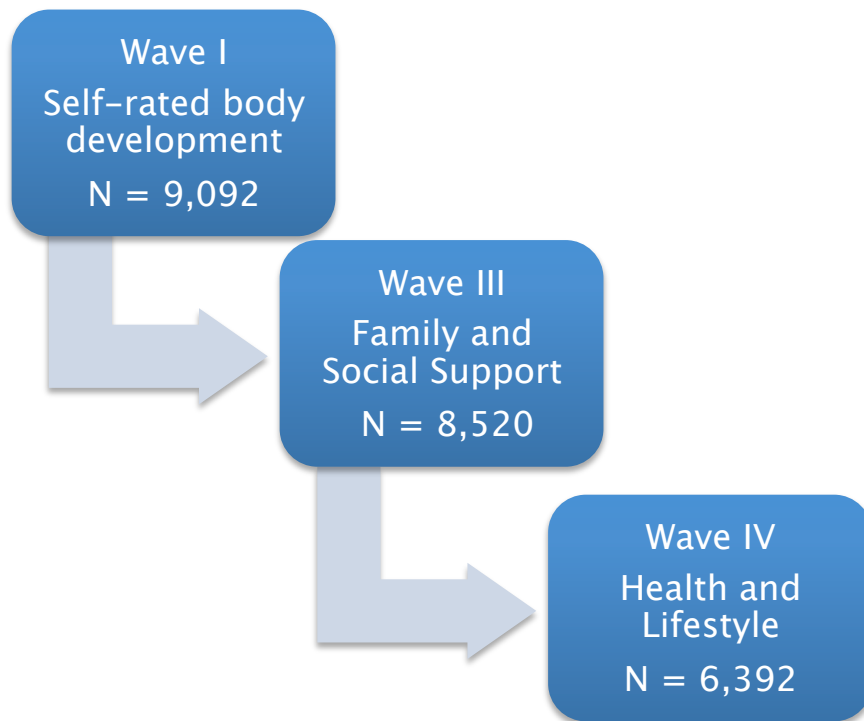 Wave I
Self-rated body
development
N = 9,092
Wave III
Family and
Social Support
N = 8,520
Wave IV
Health and
Lifestyle
N = 6,392